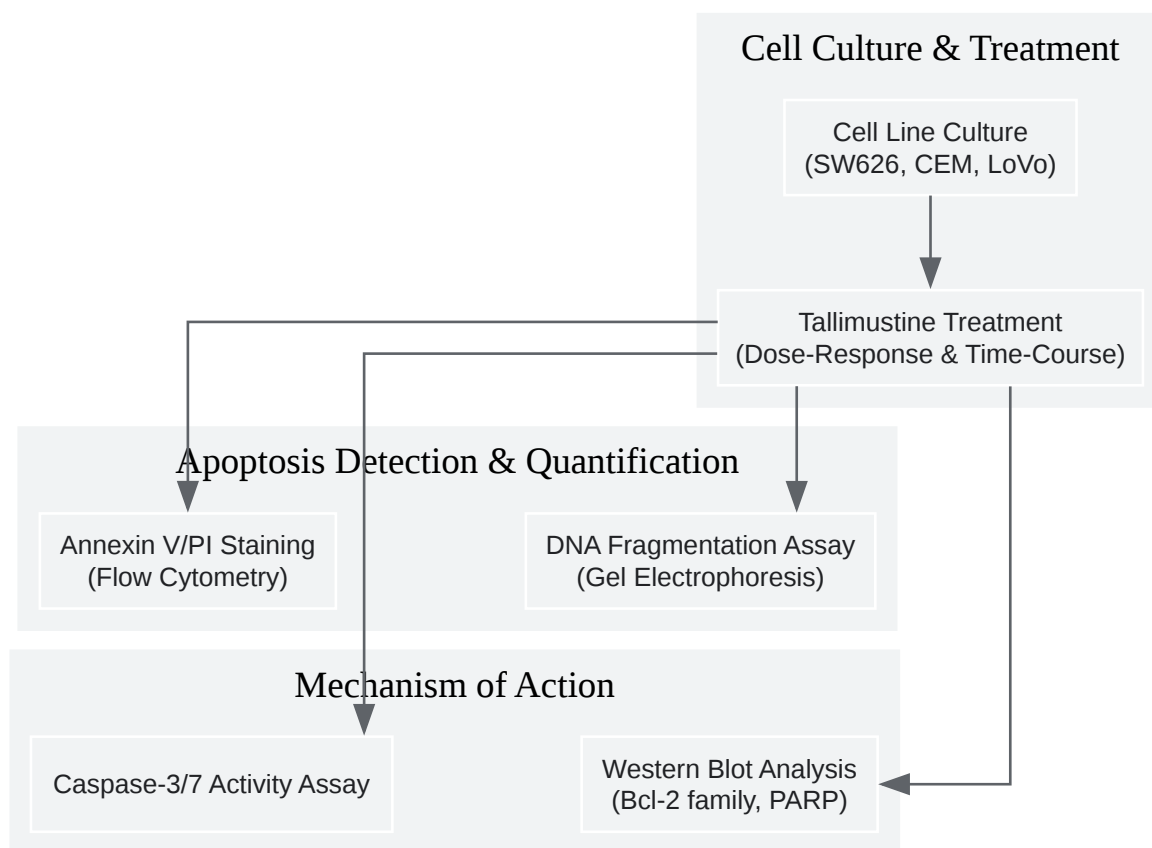 Cell Culture & Treatment
Cell Line Culture
(SW626, CEM, LoVo)
Tallimustine Treatment
(Dose-Response & Time-Course)
Apoptosis Detection & Quantification
Annexin V/PI Staining
(Flow Cytometry)
DNA Fragmentation Assay
(Gel Electrophoresis)
Mechanism of Action
Caspase-3/7 Activity Assay
Western Blot Analysis
(Bcl-2 family, PARP)